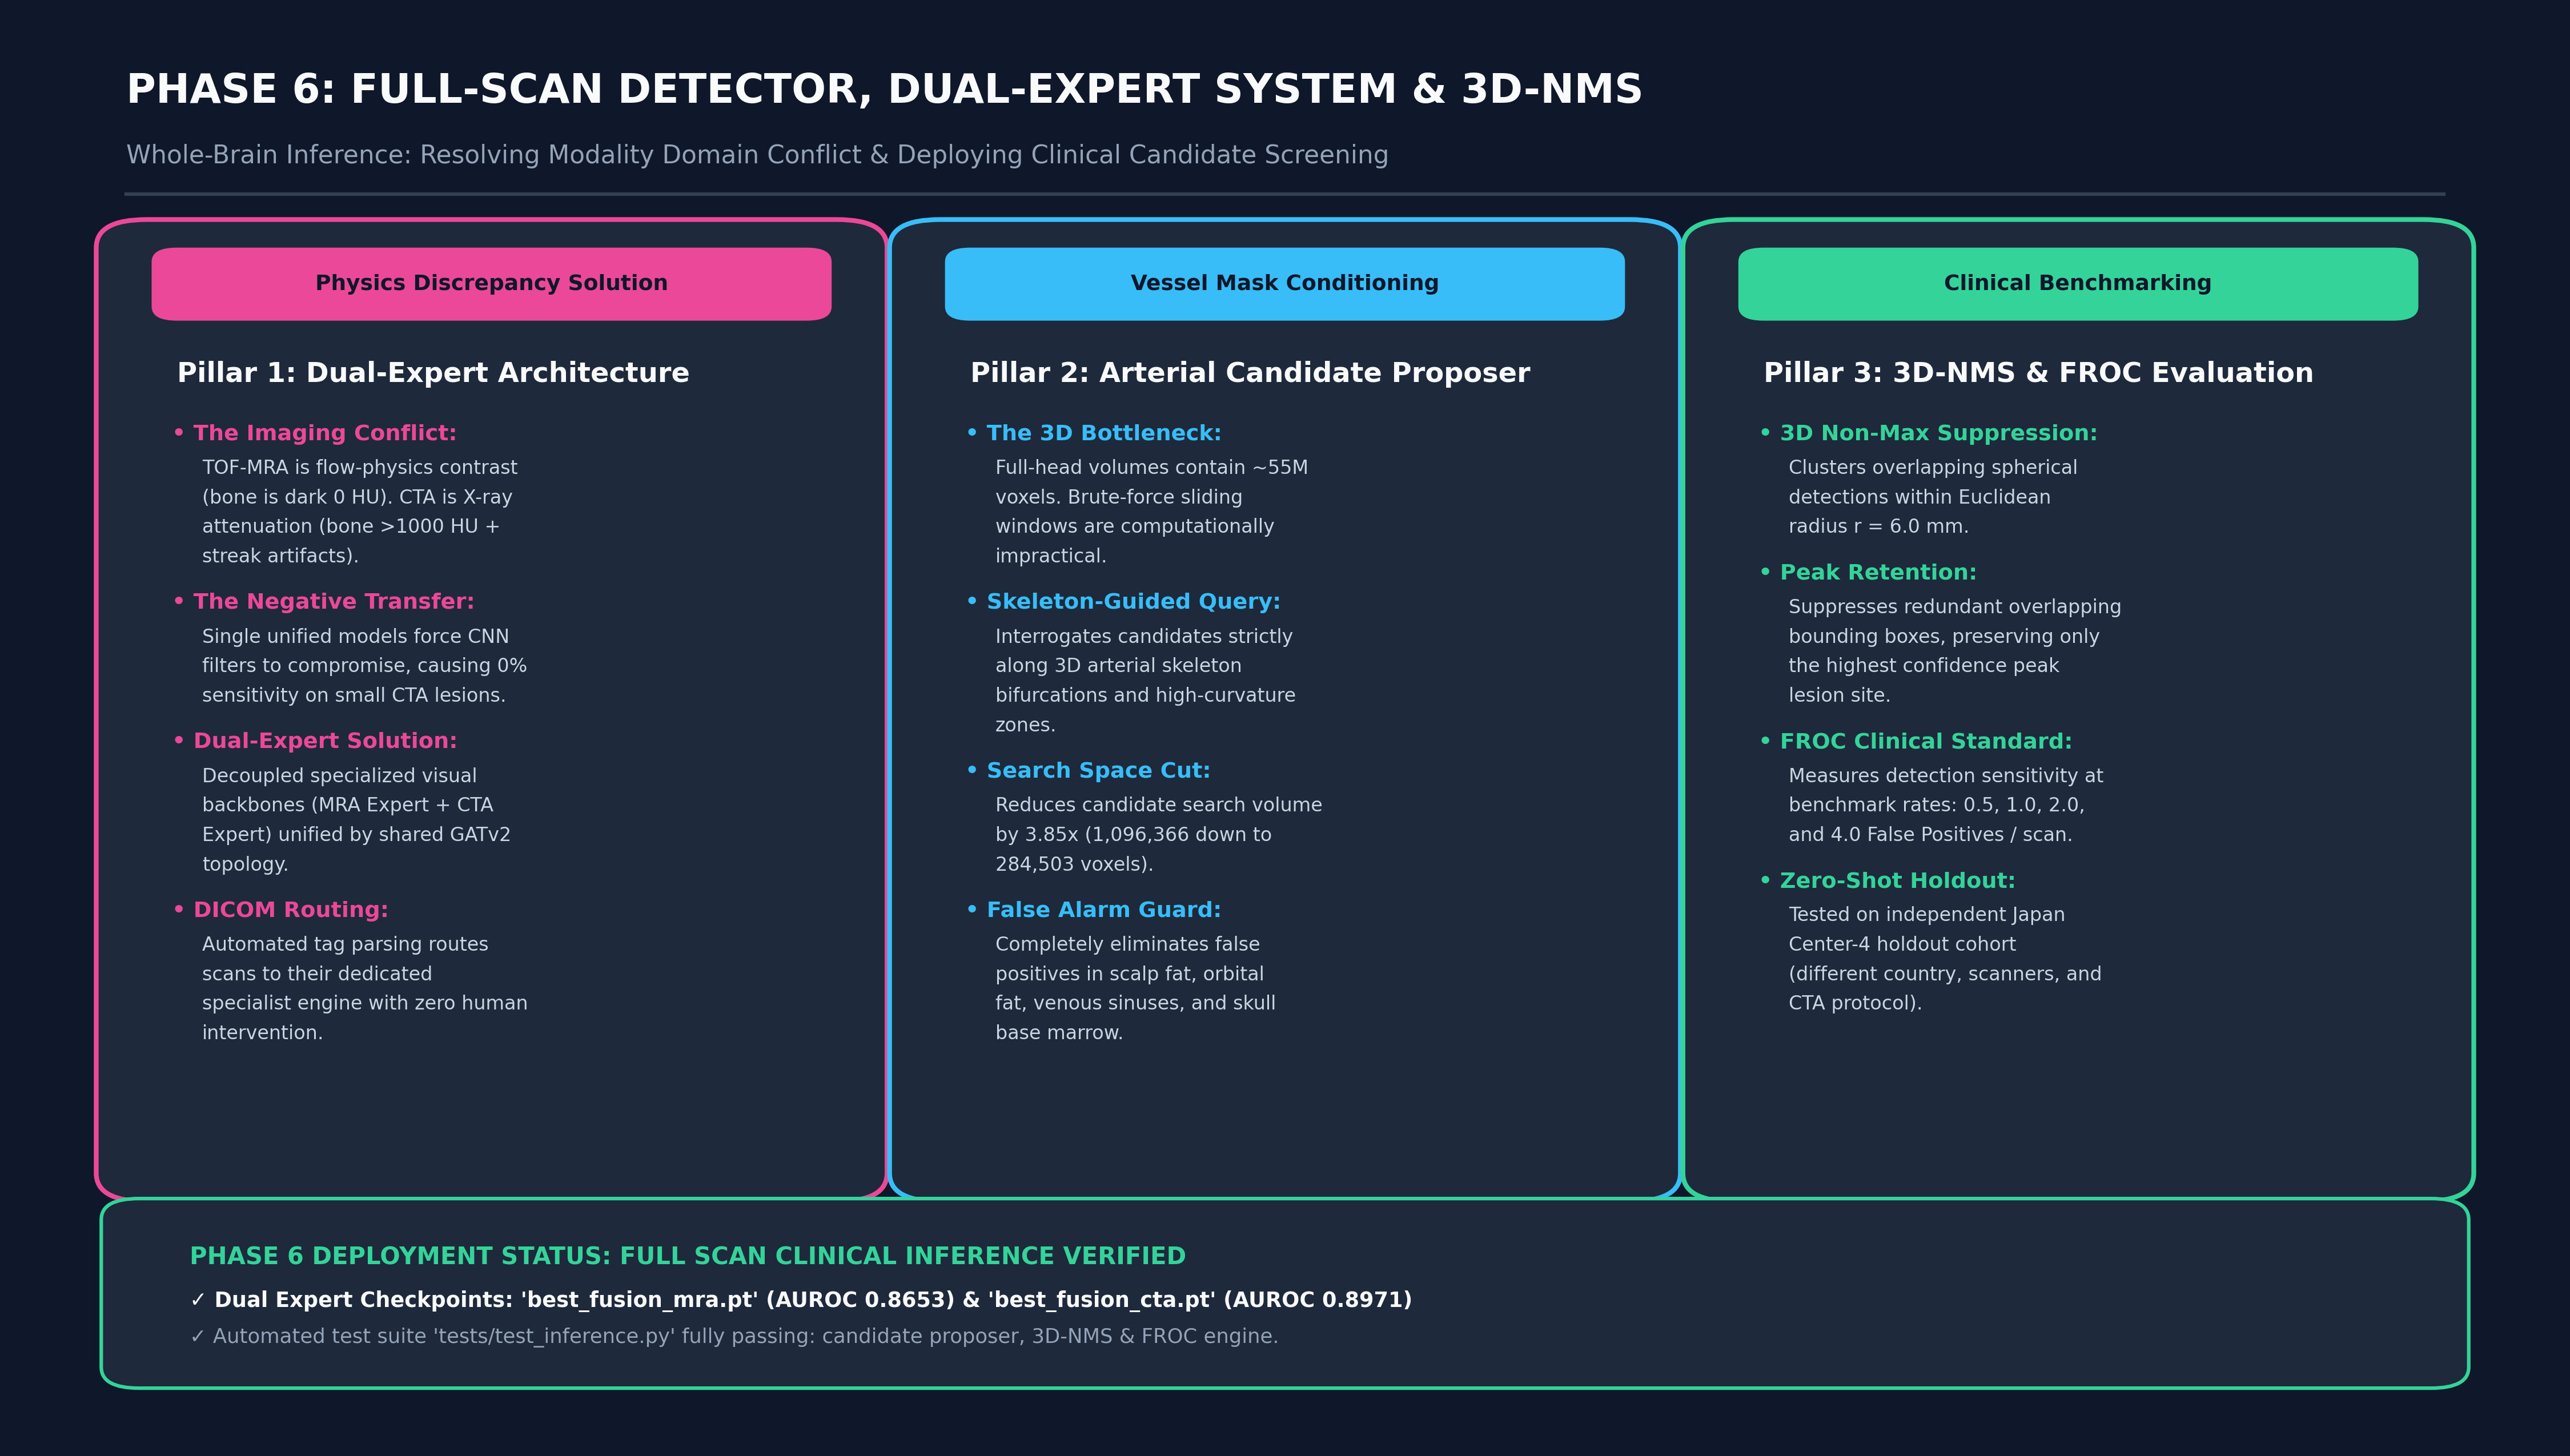 PHASE 6: FULL-SCAN DETECTOR, DUAL-EXPERT SYSTEM & 3D-NMS
Whole-Brain Inference: Resolving Modality Domain Conflict & Deploying Clinical Candidate Screening
Physics Discrepancy Solution
Pillar 1: Dual-Expert Architecture
• The Imaging Conflict:
TOF-MRA is flow-physics contrast
(bone is dark 0 HU). CTA is X-ray
attenuation (bone >1000 HU +
streak artifacts).
• The Negative Transfer:
Single unified models force CNN
filters to compromise, causing 0%
sensitivity on small CTA lesions.
• Dual-Expert Solution:
Decoupled specialized visual
backbones (MRA Expert + CTA
Expert) unified by shared GATv2
topology.
• DICOM Routing:
Automated tag parsing routes
scans to their dedicated
specialist engine with zero human
intervention.
Vessel Mask Conditioning
Pillar 2: Arterial Candidate Proposer
• The 3D Bottleneck:
Full-head volumes contain ~55M
voxels. Brute-force sliding
windows are computationally
impractical.
• Skeleton-Guided Query:
Interrogates candidates strictly
along 3D arterial skeleton
bifurcations and high-curvature
zones.
• Search Space Cut:
Reduces candidate search volume
by 3.85x (1,096,366 down to
284,503 voxels).
• False Alarm Guard:
Completely eliminates false
positives in scalp fat, orbital
fat, venous sinuses, and skull
base marrow.
Clinical Benchmarking
Pillar 3: 3D-NMS & FROC Evaluation
• 3D Non-Max Suppression:
Clusters overlapping spherical
detections within Euclidean
radius r = 6.0 mm.
• Peak Retention:
Suppresses redundant overlapping
bounding boxes, preserving only
the highest confidence peak
lesion site.
• FROC Clinical Standard:
Measures detection sensitivity at
benchmark rates: 0.5, 1.0, 2.0,
and 4.0 False Positives / scan.
• Zero-Shot Holdout:
Tested on independent Japan
Center-4 holdout cohort
(different country, scanners, and
CTA protocol).
PHASE 6 DEPLOYMENT STATUS: FULL SCAN CLINICAL INFERENCE VERIFIED
✓ Dual Expert Checkpoints: 'best_fusion_mra.pt' (AUROC 0.8653) & 'best_fusion_cta.pt' (AUROC 0.8971)
✓ Automated test suite 'tests/test_inference.py' fully passing: candidate proposer, 3D-NMS & FROC engine.